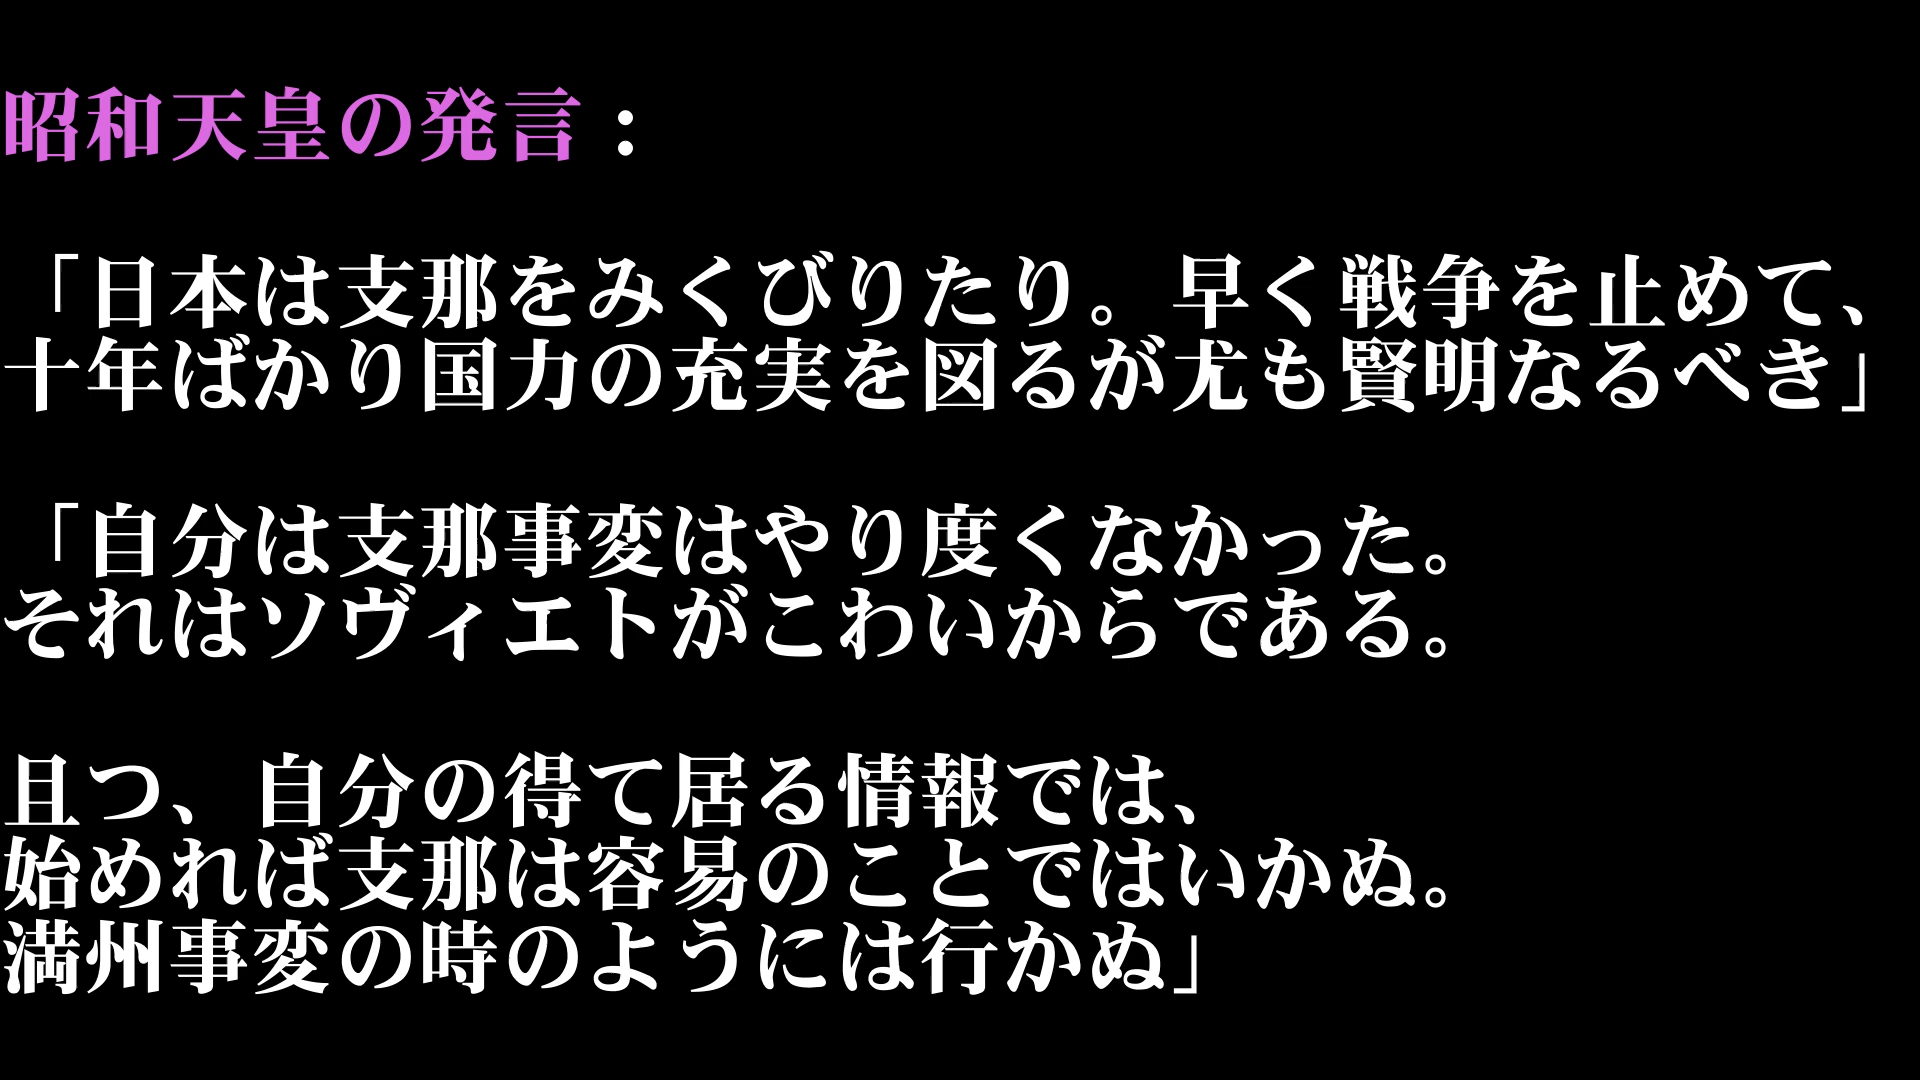 昭和天皇の発言：
「日本は支那をみくびりたり。早く戦争を止めて、
十年ばかり国力の充実を図るが尤も賢明なるべき」
「自分は支那事変はやり度くなかった。
それはソヴィエトがこわいからである。
且つ、自分の得て居る情報では、
始めれば支那は容易のことではいかぬ。
満州事変の時のようには行かぬ」